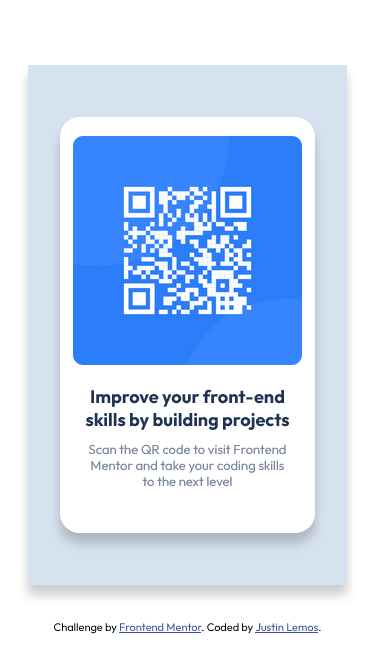 Improve your front-end
skills by building projects
Scan the QR code to visit Frontend
Mentor and take your coding skills
to the next level
Challenge by Frontend Mentor. Coded by Justin Lemos.